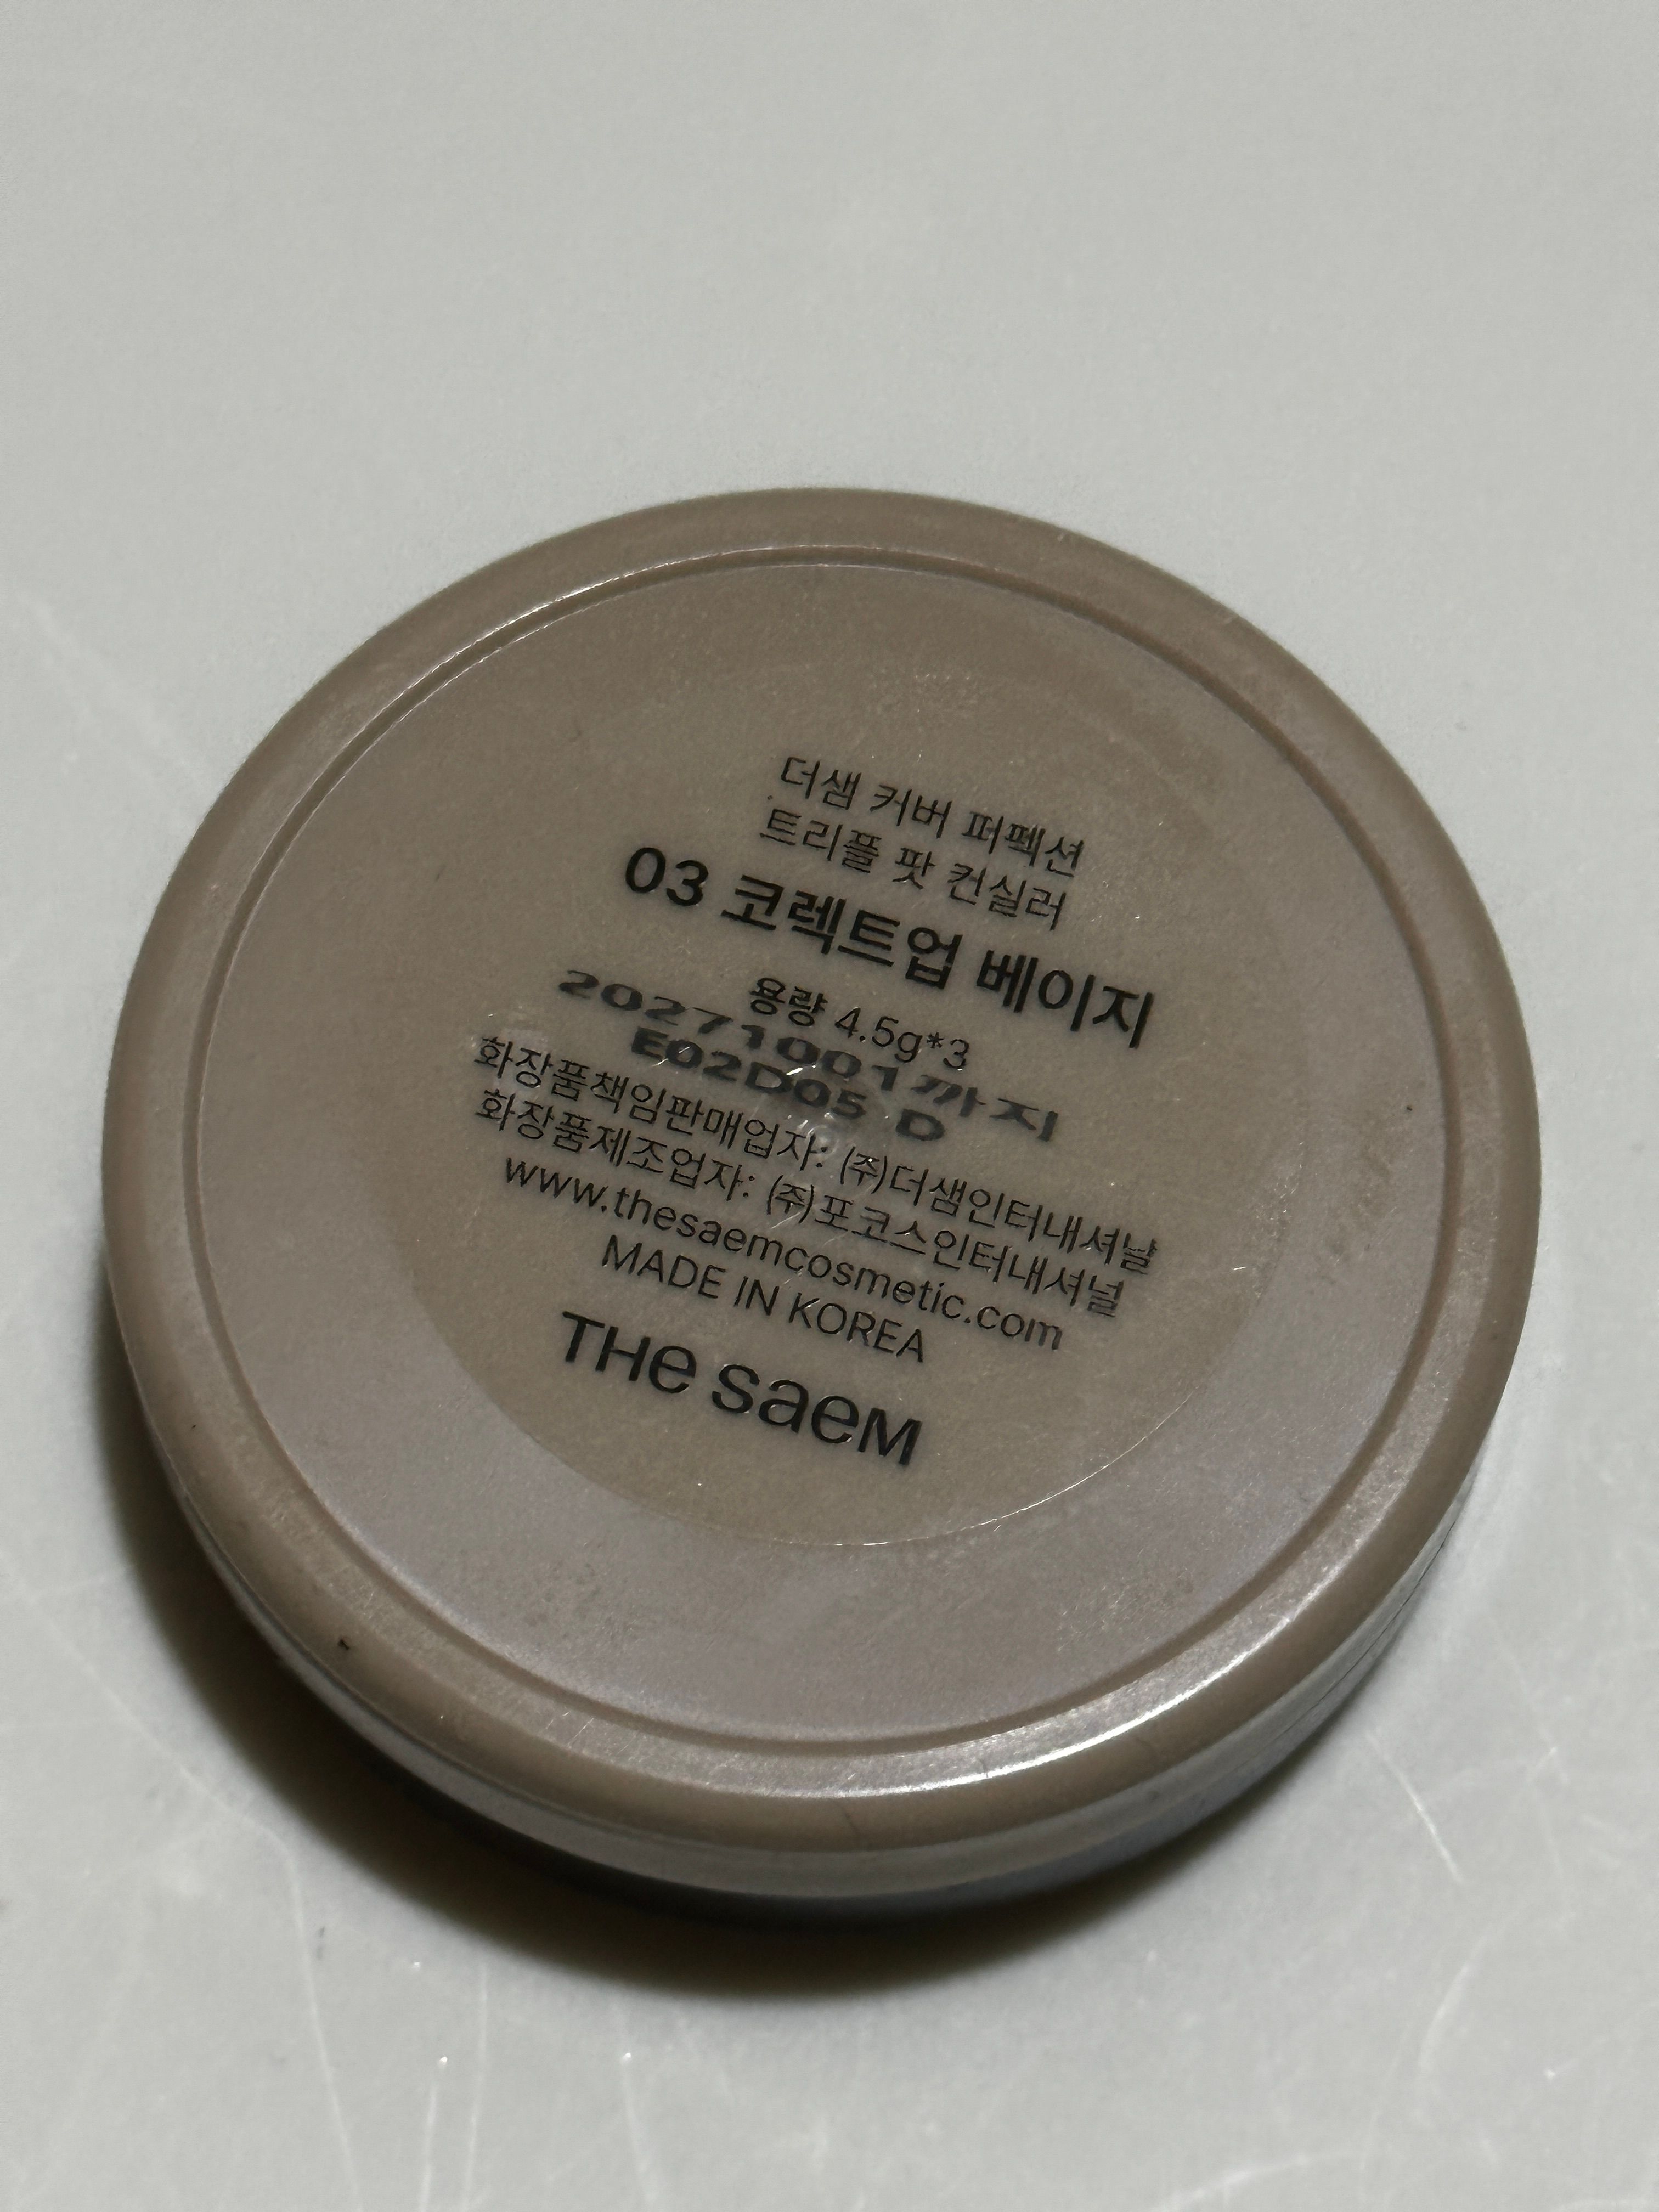 더샘 커버 퍼펙션
트리플 팟 컨실러
03 코렉트업 베이지
용량 4.5g*3
20271001까지
E02D05 D
화장품책임판매업자: (주)더샘인터내셔날
화장품제조업자: (주)포코스인터내셔널
www.thesaemcosmetic.com
MADE IN KOREA
THe saeM